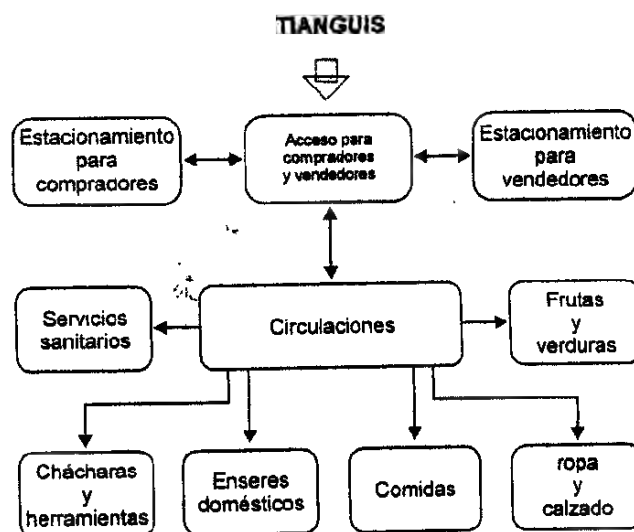 TIANGUIS
Estacionamiento
para
compradores
Acceso para
compradores
y vendedores
Estacionamiento
para
vendedores
Servicios
sanitarios
Circulaciones
Frutas
y
verduras
Chácharas
y
herramientas
Enseres
domésticos
Comidas
ropa
y
calzado